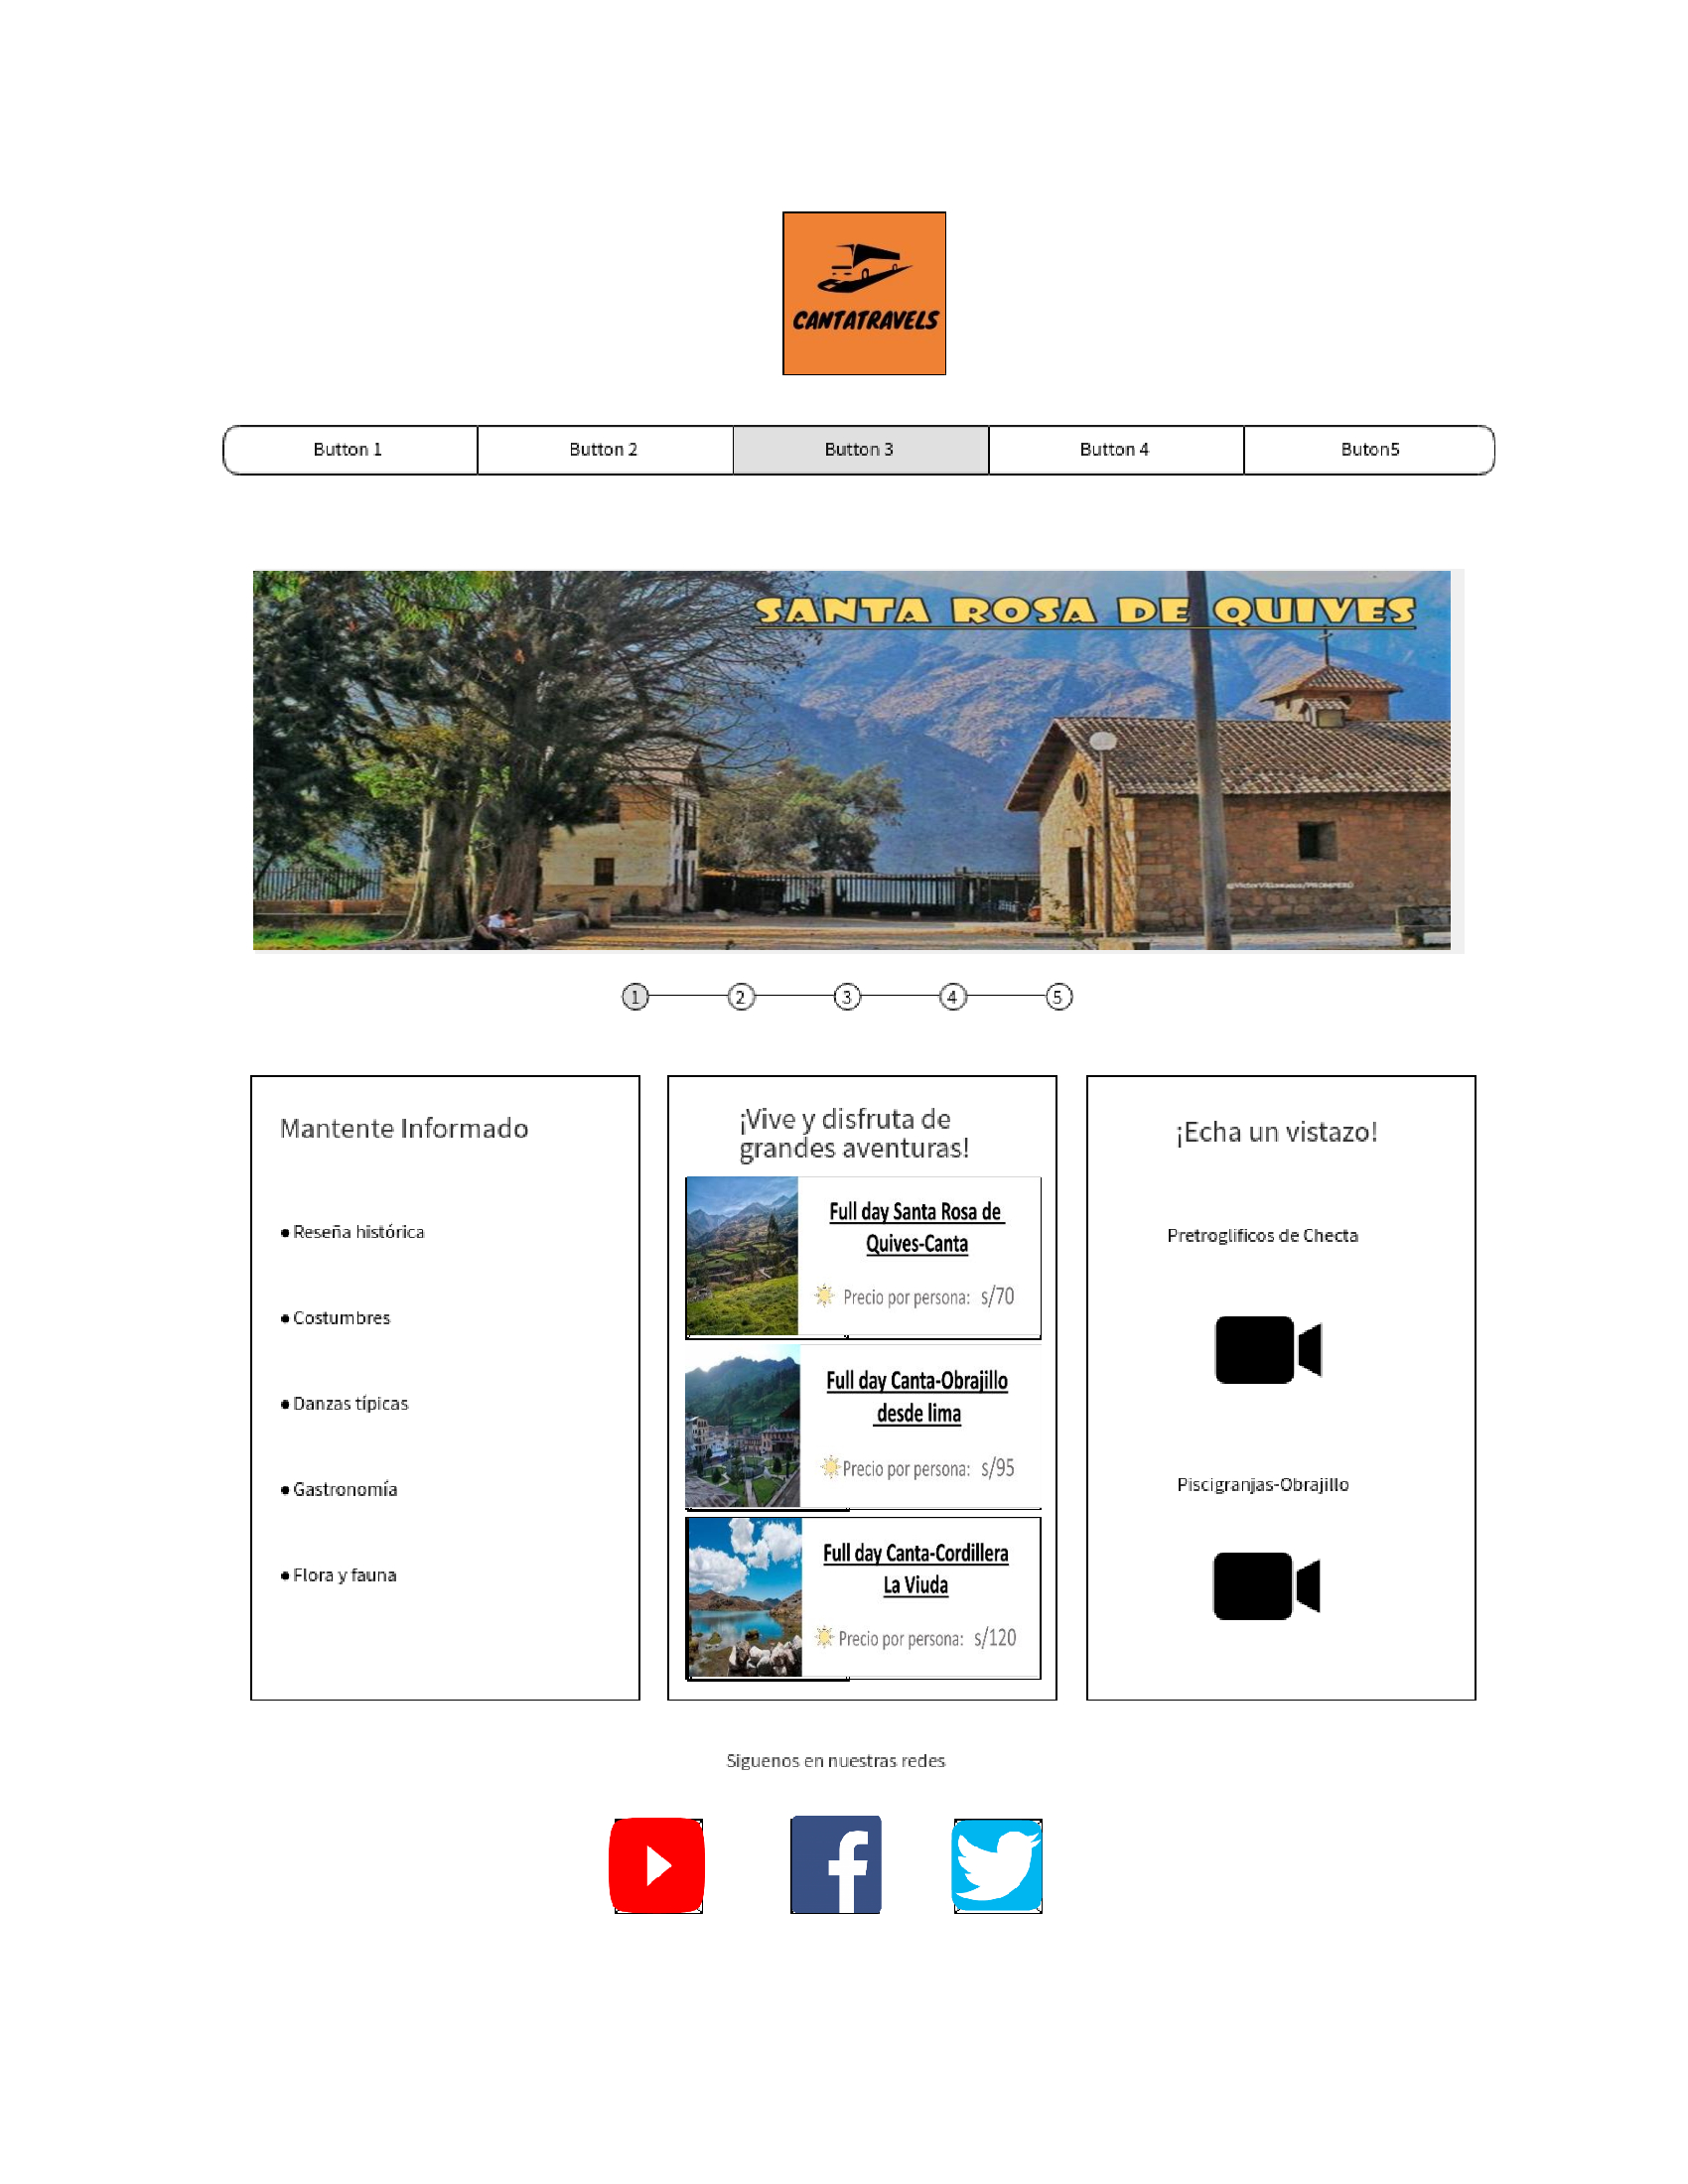 CANTATRAVELS
Button 1
Button 2
Button 3
Button 4
Buton5
SANTA ROSA DE QUIVES
1
2
3
4
5
Mantente Informado
● Reseña histórica
● Costumbres
● Danzas típicas
● Gastronomía
● Flora y fauna
¡Vive y disfruta de
grandes aventuras!
Full day Santa Rosa de
Quives-Canta
Precio por persona: s/70
Full day Canta-Obrajillo
desde lima
Precio por persona: s/95
Full day Canta-Cordillera
La Viuda
Precio por persona: s/120
¡Echa un vistazo!
Pretroglificos de Checta
Piscigranjas-Obrajillo
Siguenos en nuestras redes